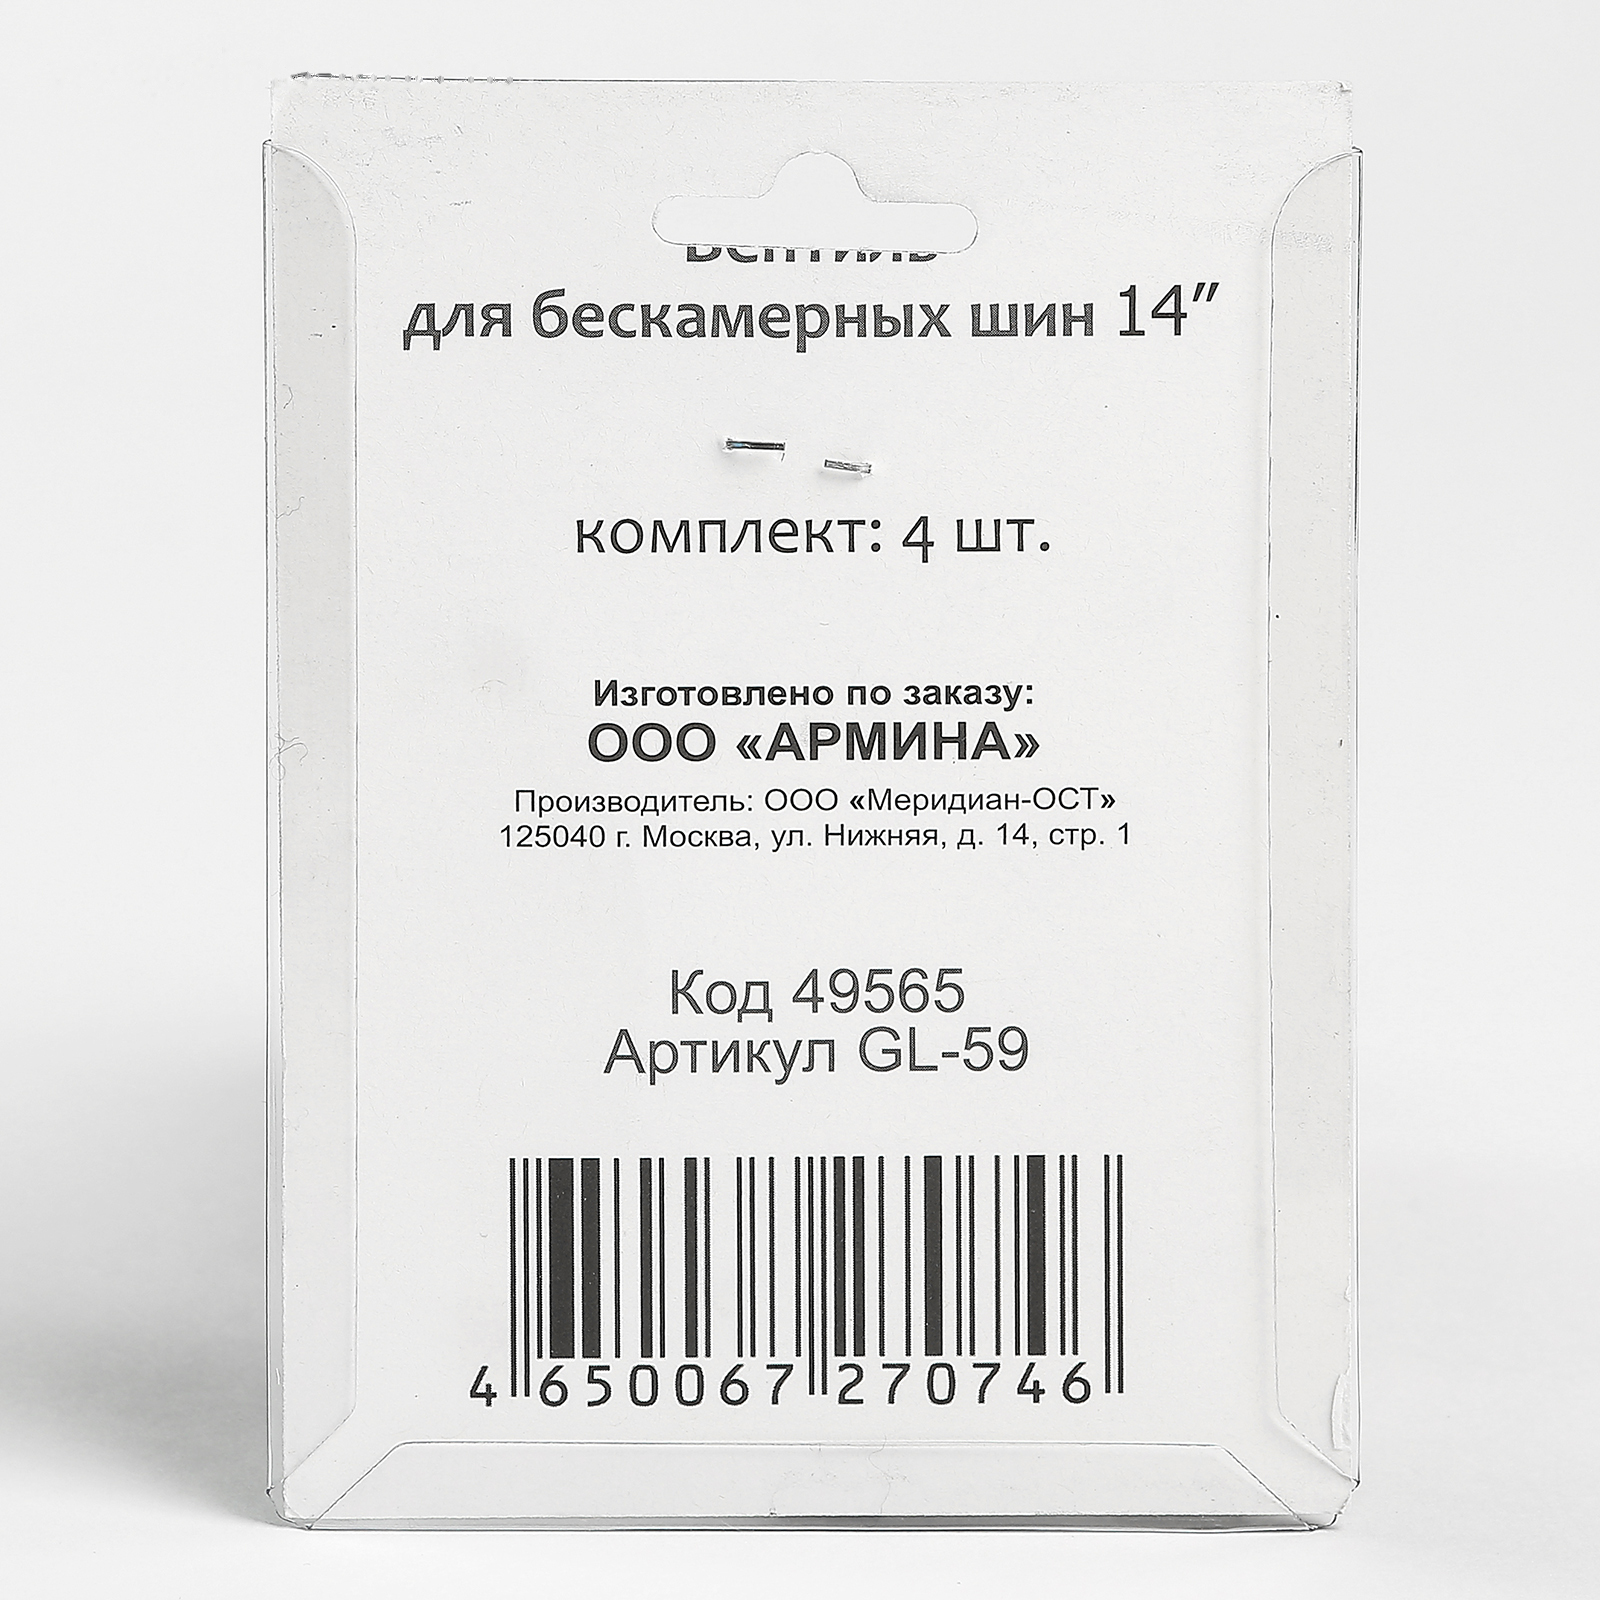 Вентиль
для бескамерных шин 14"
комплект: 4 шт.
Изготовлено по заказу:
ООО «АРМИНА»
Производитель: ООО «Меридиан-ОСТ»
125040 г. Москва, ул. Нижняя, д. 14, стр. 1
Код 49565
Артикул GL-59
4 650067 270746